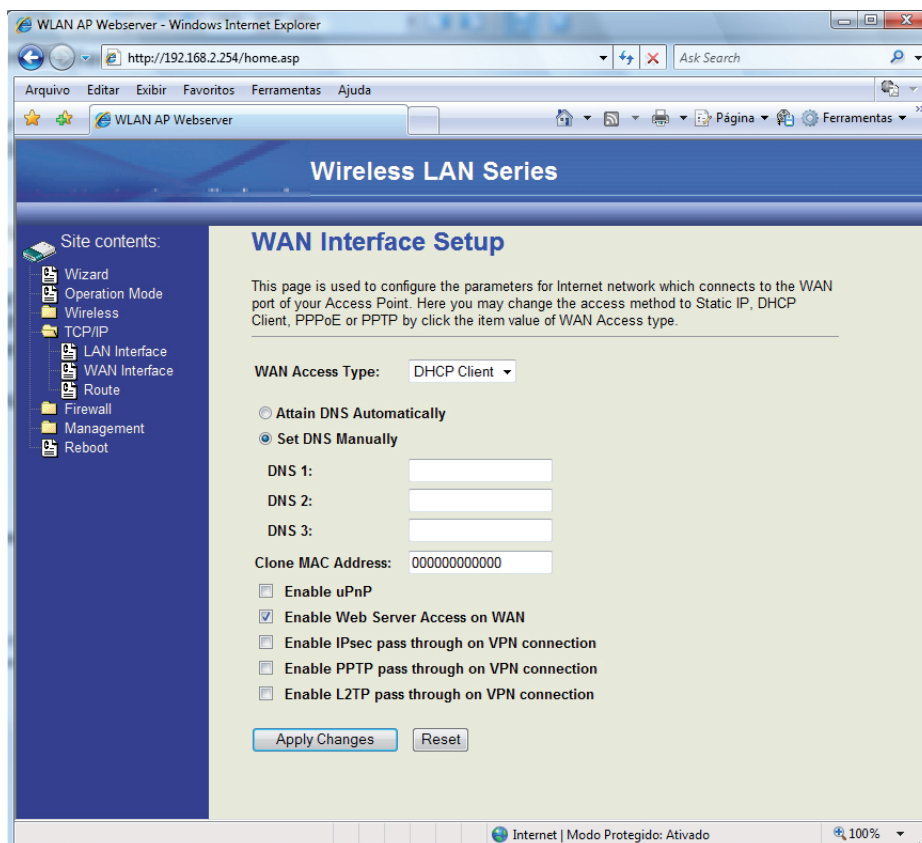 WLAN AP Webserver - Windows Internet Explorer
http://192.168.2.254/home.asp
Ask Search
Arquivo Editar Exibir Favoritos Ferramentas Ajuda
WLAN AP Webserver
Página
Ferramentas
Wireless LAN Series
Site contents:
Wizard
Operation Mode
Wireless
TCP/IP
LAN Interface
WAN Interface
Route
Firewall
Management
Reboot
WAN Interface Setup
This page is used to configure the parameters for Internet network which connects to the WAN
port of your Access Point. Here you may change the access method to Static IP, DHCP
Client, PPPoE or PPTP by click the item value of WAN Access type.
WAN Access Type: DHCP Client
Attain DNS Automatically
Set DNS Manually
DNS 1:
DNS 2:
DNS 3:
Clone MAC Address: 000000000000
Enable uPnP
Enable Web Server Access on WAN
Enable IPsec pass through on VPN connection
Enable PPTP pass through on VPN connection
Enable L2TP pass through on VPN connection
Apply Changes Reset
Internet | Modo Protegido: Ativado 100%